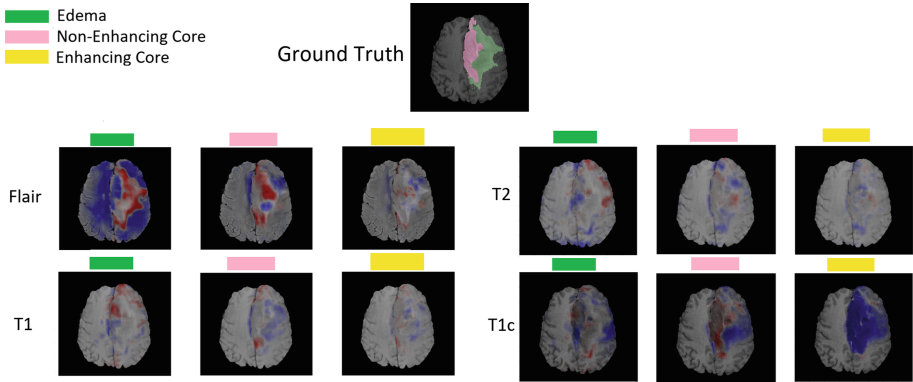 Edema
Non-Enhancing Core
Enhancing Core
Ground Truth
Flair
T2
T1
T1c